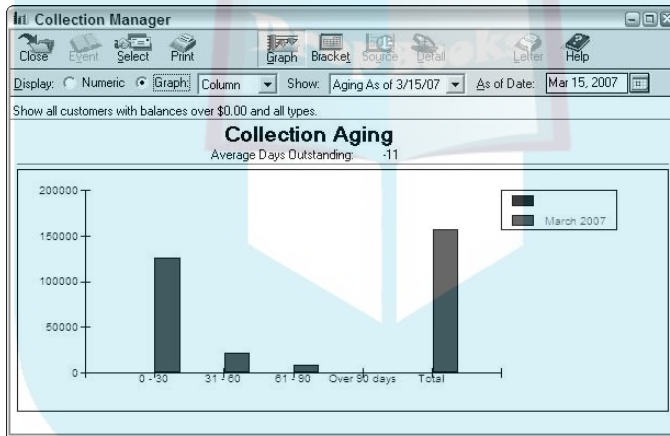 Collection Manager
Close Event Select Print Graph Bracket Source Detail Letter Help
Display: Numeric Graph: Column Show: Aging As of 3/15/07 As of Date: Mar 15, 2007
Show all customers with balances over $0.00 and all types.
Collection Aging
Average Days Outstanding: -11
200000
150000
100000
50000
0
0 - 30 31 - 60 61 - 90 Over 90 days Total
March 2007